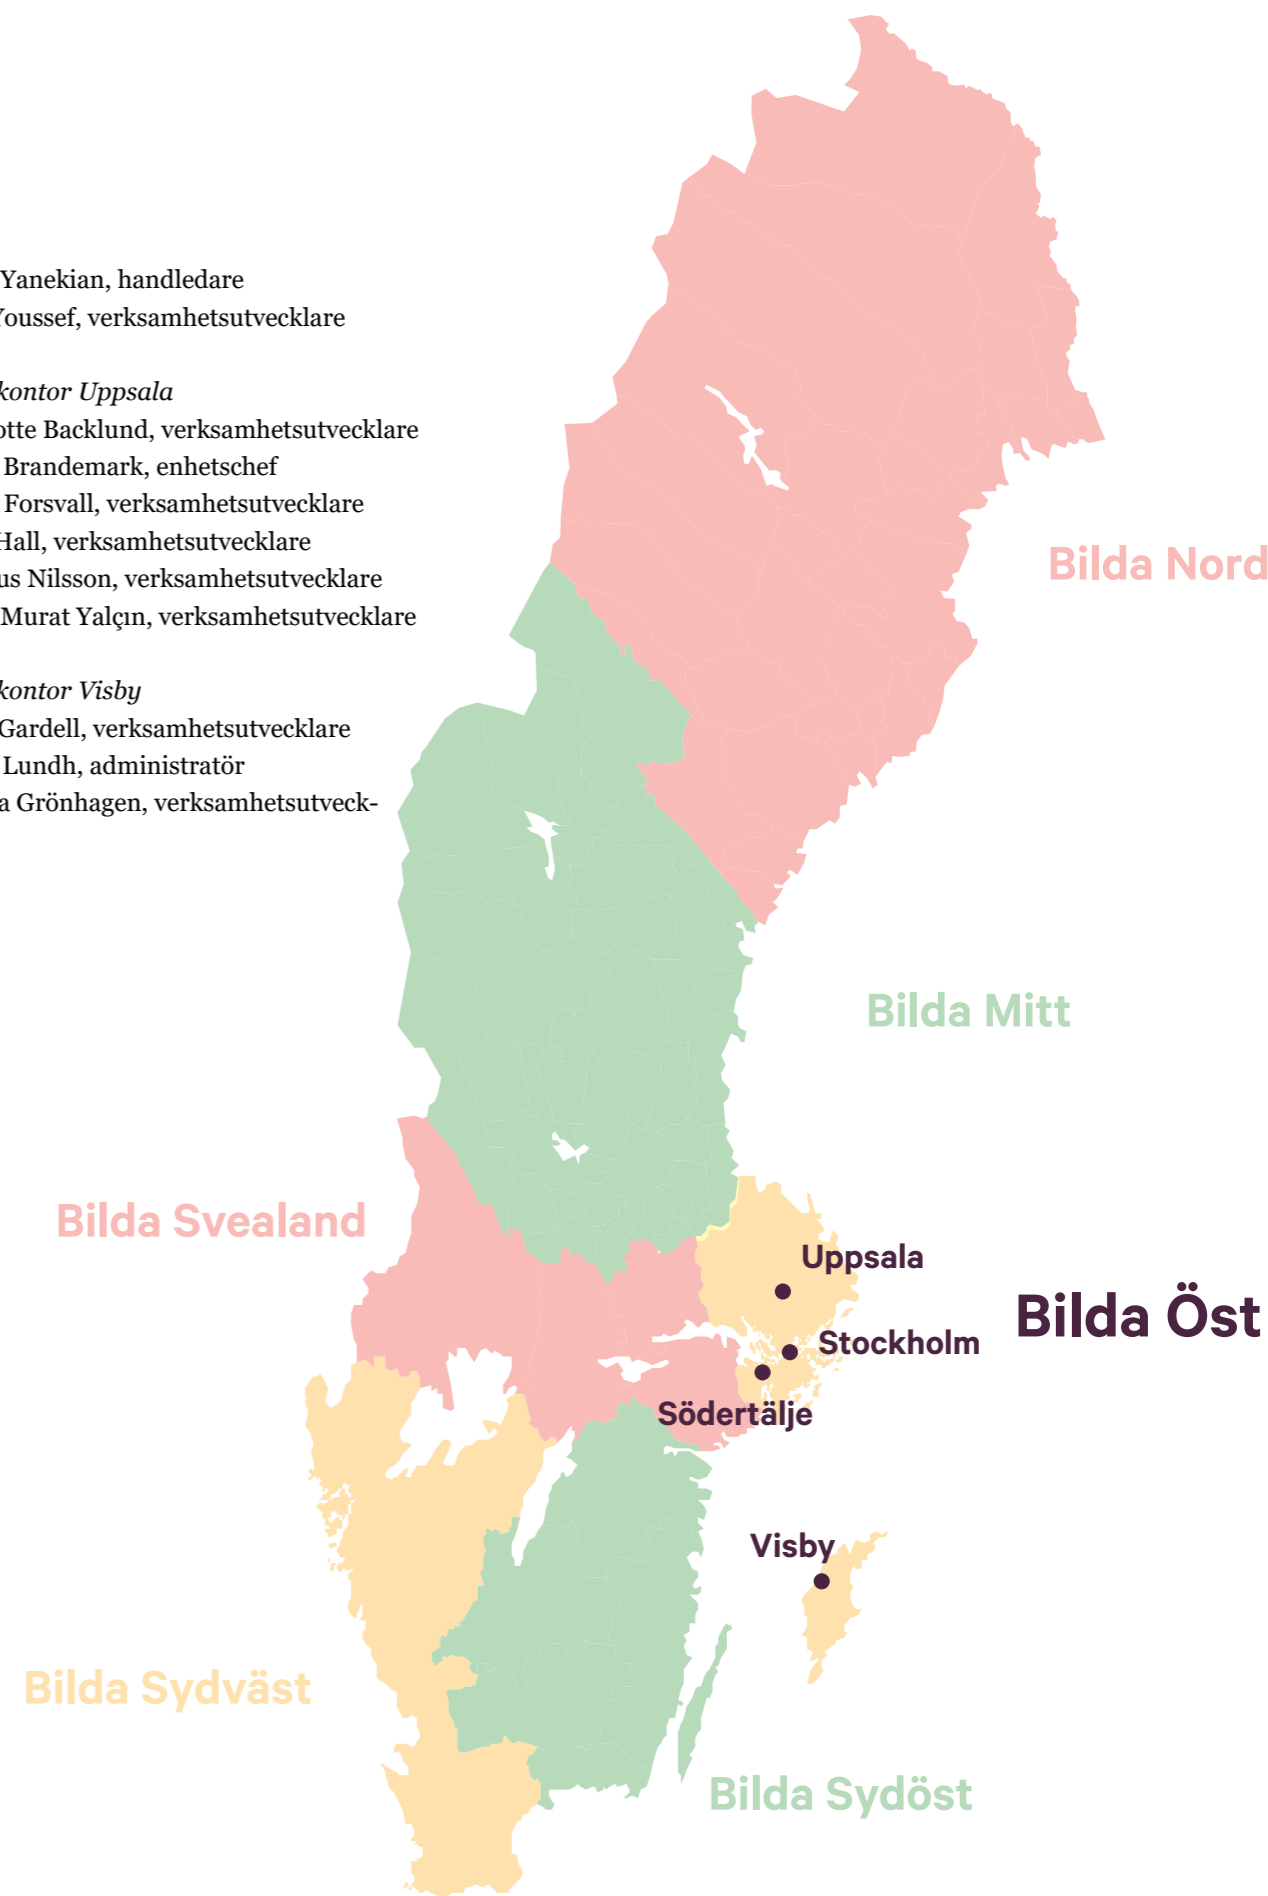 Yanekian, handledare
Youssef, verksamhetsutvecklare
kontor Uppsala
otte Backlund, verksamhetsutvecklare
Brandemark, enhetschef
Forsvall, verksamhetsutvecklare
Hall, verksamhetsutvecklare
us Nilsson, verksamhetsutvecklare
Murat Yalçın, verksamhetsutvecklare
kontor Visby
Gardell, verksamhetsutvecklare
Lundh, administratör
a Grönhagen, verksamhetsutveck-
Bilda Nord
Bilda Mitt
Bilda Svealand
Uppsala
Bilda Öst
Stockholm
Södertälje
Visby
Bilda Sydväst
Bilda Sydöst